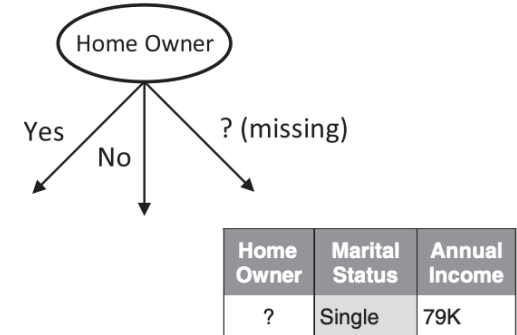 Home Owner
Yes
No
? (missing)
Home Owner
Marital Status
Annual Income
?
Single
79K